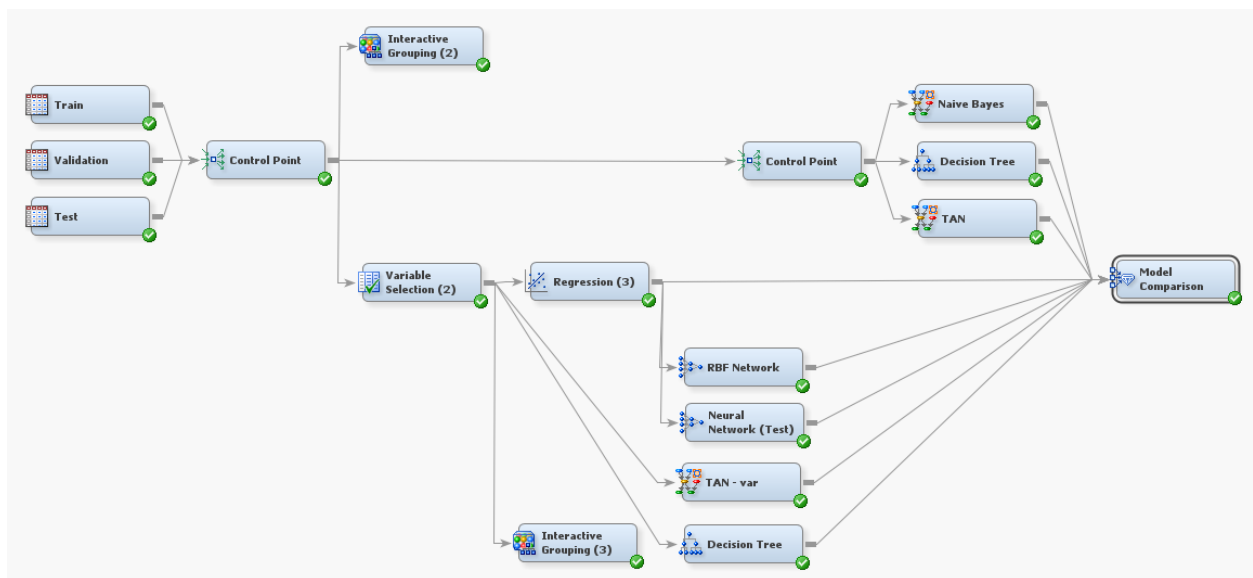 Interactive
Grouping (2)
Train
Validation
Test
Control Point
Control Point
Naive Bayes
Decision Tree
TAN
Variable
Selection (2)
Regression (3)
Model
Comparison
RBF Network
Neural
Network (Test)
TAN - var
Interactive
Grouping (3)
Decision Tree